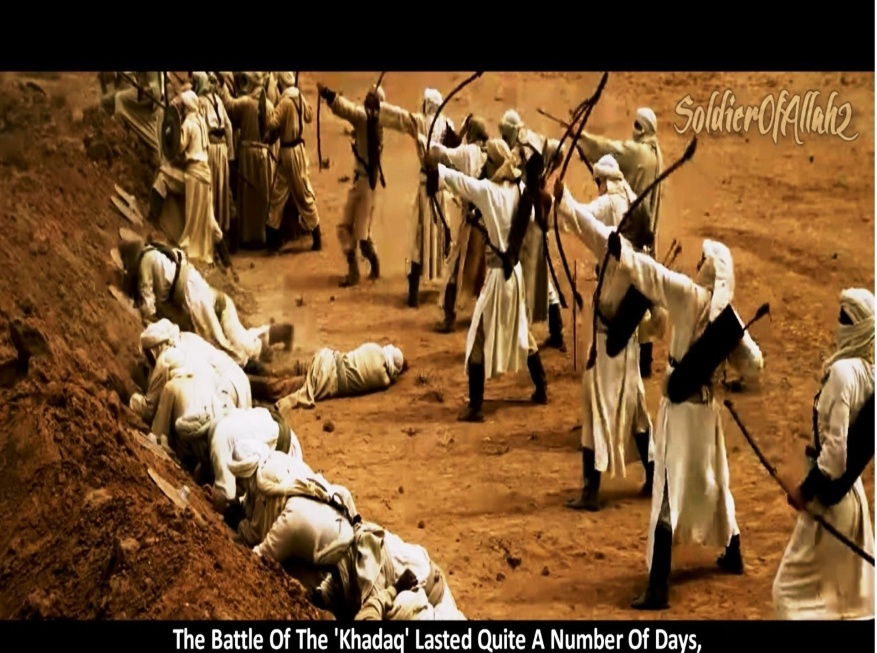 SoldierOfAllah2
The Battle Of The 'Khadaq' Lasted Quite A Number Of Days,